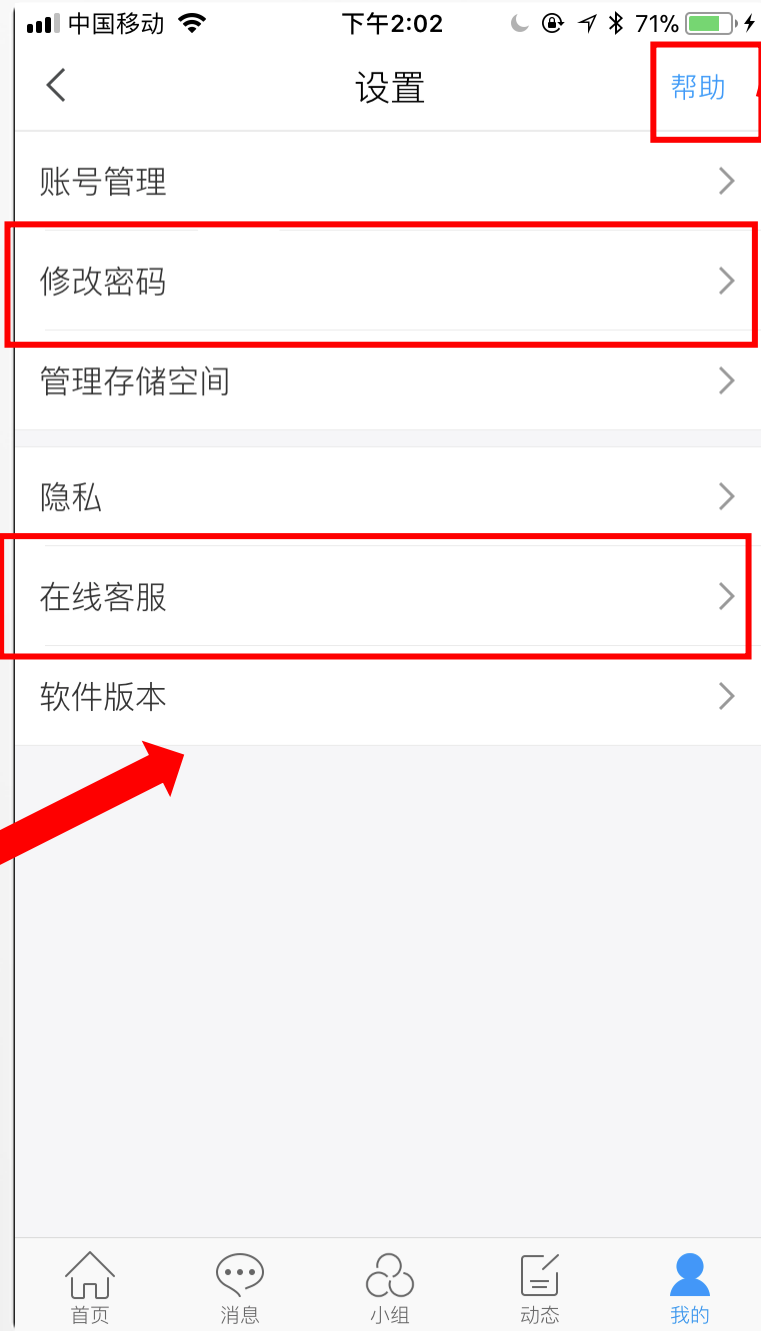 中国移动 下午2:02 71%
设置 帮助
账号管理
修改密码
管理存储空间
隐私
在线客服
软件版本
首页 消息 小组 动态 我的